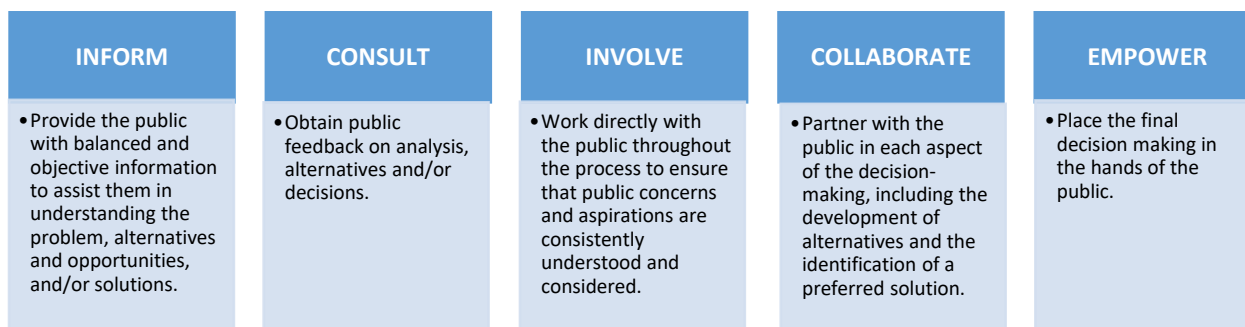 INFORM
•Provide the public
with balanced and
objective information
to assist them in
understanding the
problem, alternatives
and opportunities,
and/or solutions.
CONSULT
•Obtain public
feedback on analysis,
alternatives and/or
decisions.
INVOLVE
•Work directly with
the public throughout
the process to ensure
that public concerns
and aspirations are
consistently
understood and
considered.
COLLABORATE
•Partner with the
public in each aspect
of the decision-
making, including the
development of
alternatives and the
identification of a
preferred solution.
EMPOWER
•Place the final
decision making in
the hands of the
public.